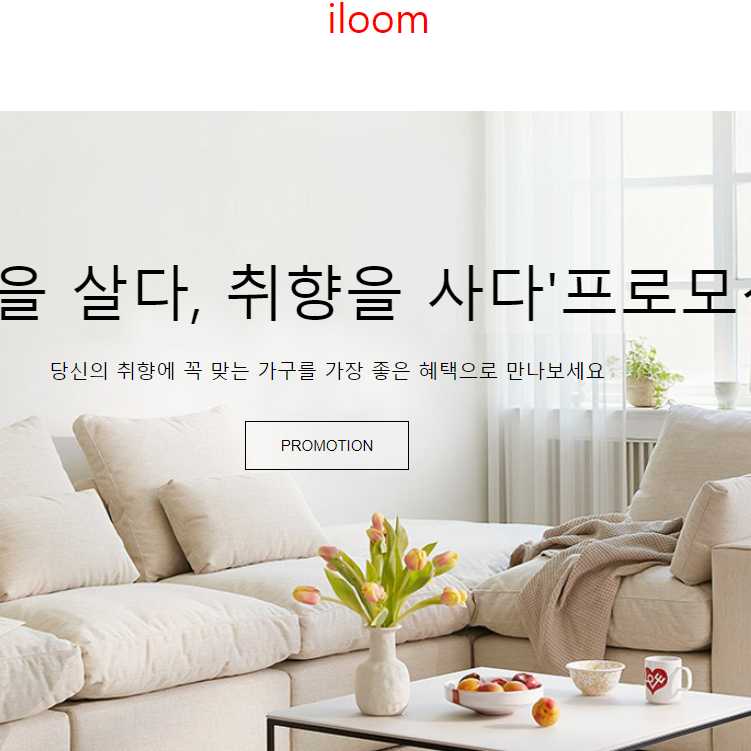 iloom
을 살다, 취향을 사다'프로모
당신의 취향에 꼭 맞는 가구를 가장 좋은 혜택으로 만나보세요
PROMOTION